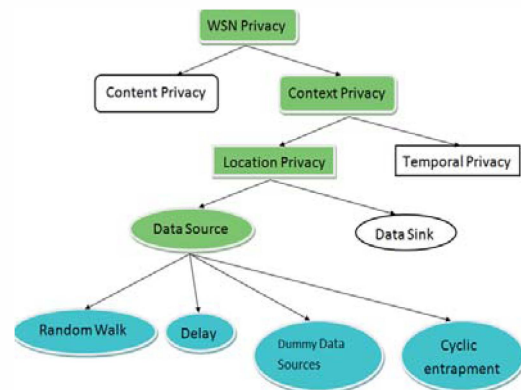 WSN Privacy
Content Privacy
Context Privacy
Location Privacy
Temporal Privacy
Data Source
Data Sink
Random Walk
Delay
Dummy Data
Sources
Cyclic
entrapment